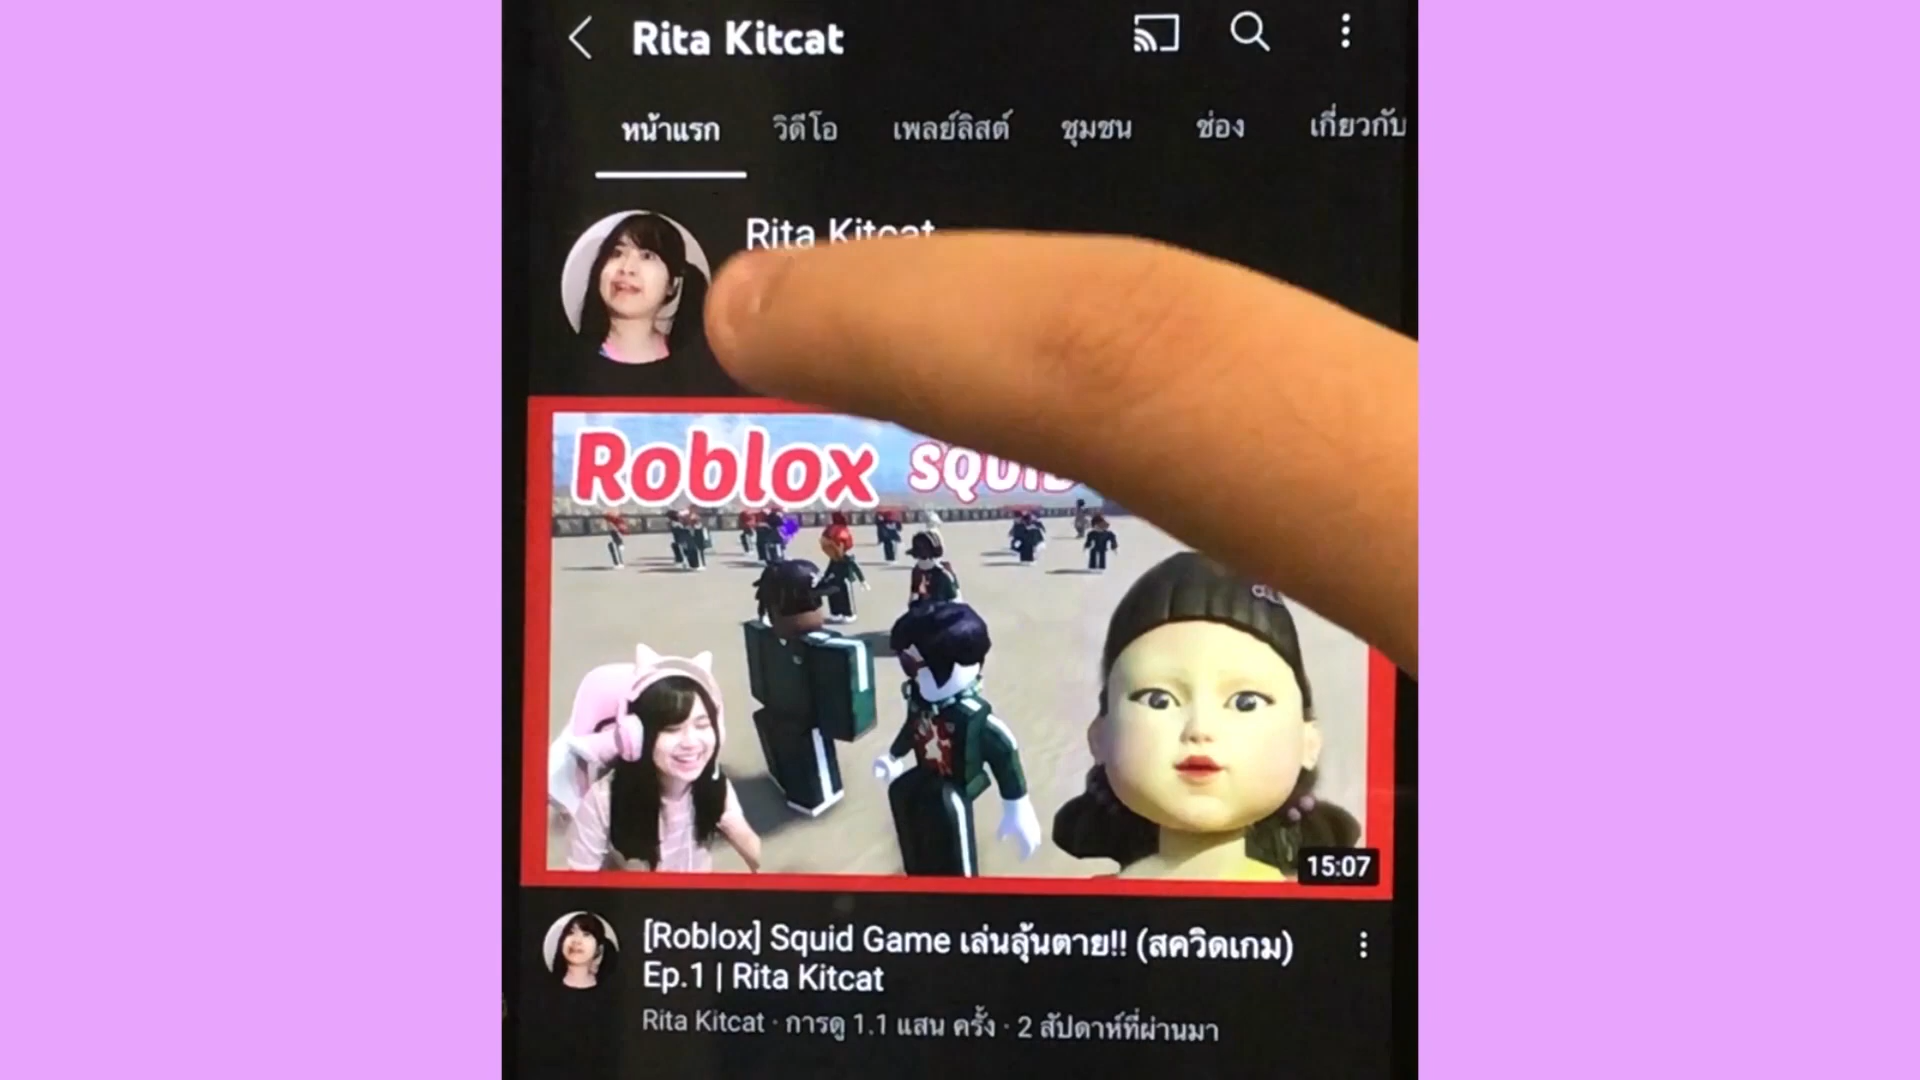 Rita Kitcat
หน้าแรก วิดีโอ เพลย์ลิสต์ ชุมชน ช่อง เกี่ยวกับ
Rita Kitcat
Roblox SQUID
15:07
[Roblox] Squid Game เล่นลุ้นตาย!! (สควิดเกม)
Ep.1 | Rita Kitcat
Rita Kitcat · การดู 1.1 แสน ครั้ง · 2 สัปดาห์ที่ผ่านมา